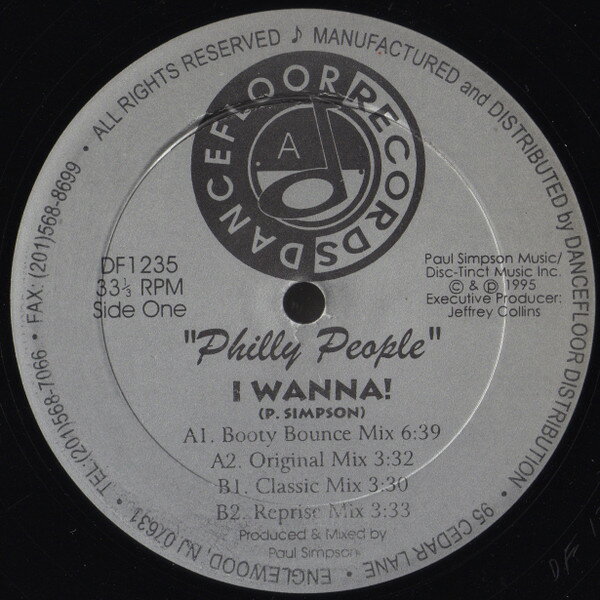 ALL RIGHTS RESERVED ♪ MANUFACTURED and DISTRIBUTED by DANCEFLOOR DISTRIBUTION • 95 CEDAR LANE • ENGLEWOOD, NJ 07631 • TEL:(201)568-7066 • FAX: (201)568-8699 •
DANCEFLOOR RECORDS
A
DF1235
33⅓ RPM
Side One
Paul Simpson Music/
Disc-Tinct Music Inc.
© & ℗ 1995
Executive Producer:
Jeffrey Collins
"Philly People"
I WANNA!
(P. SIMPSON)
A1. Booty Bounce Mix 6:39
A2. Original Mix 3:32
B1. Classic Mix 3:30
B2. Reprise Mix 3:33
Produced & Mixed by
Paul Simpson